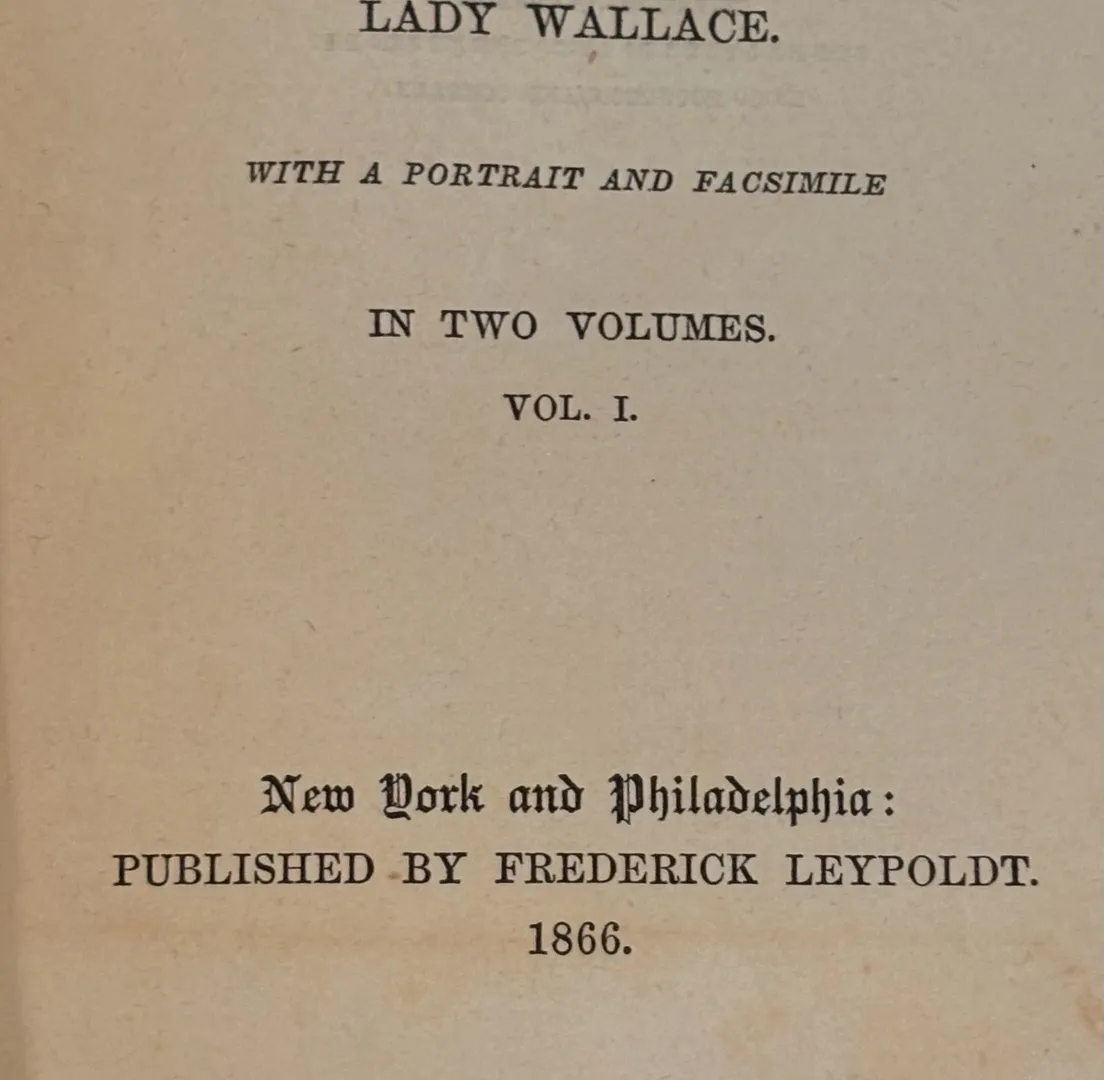 LADY WALLACE.
WITH A PORTRAIT AND FACSIMILE
IN TWO VOLUMES.
VOL. I.
New York and Philadelphia:
PUBLISHED BY FREDERICK LEYPOLDT.
1866.